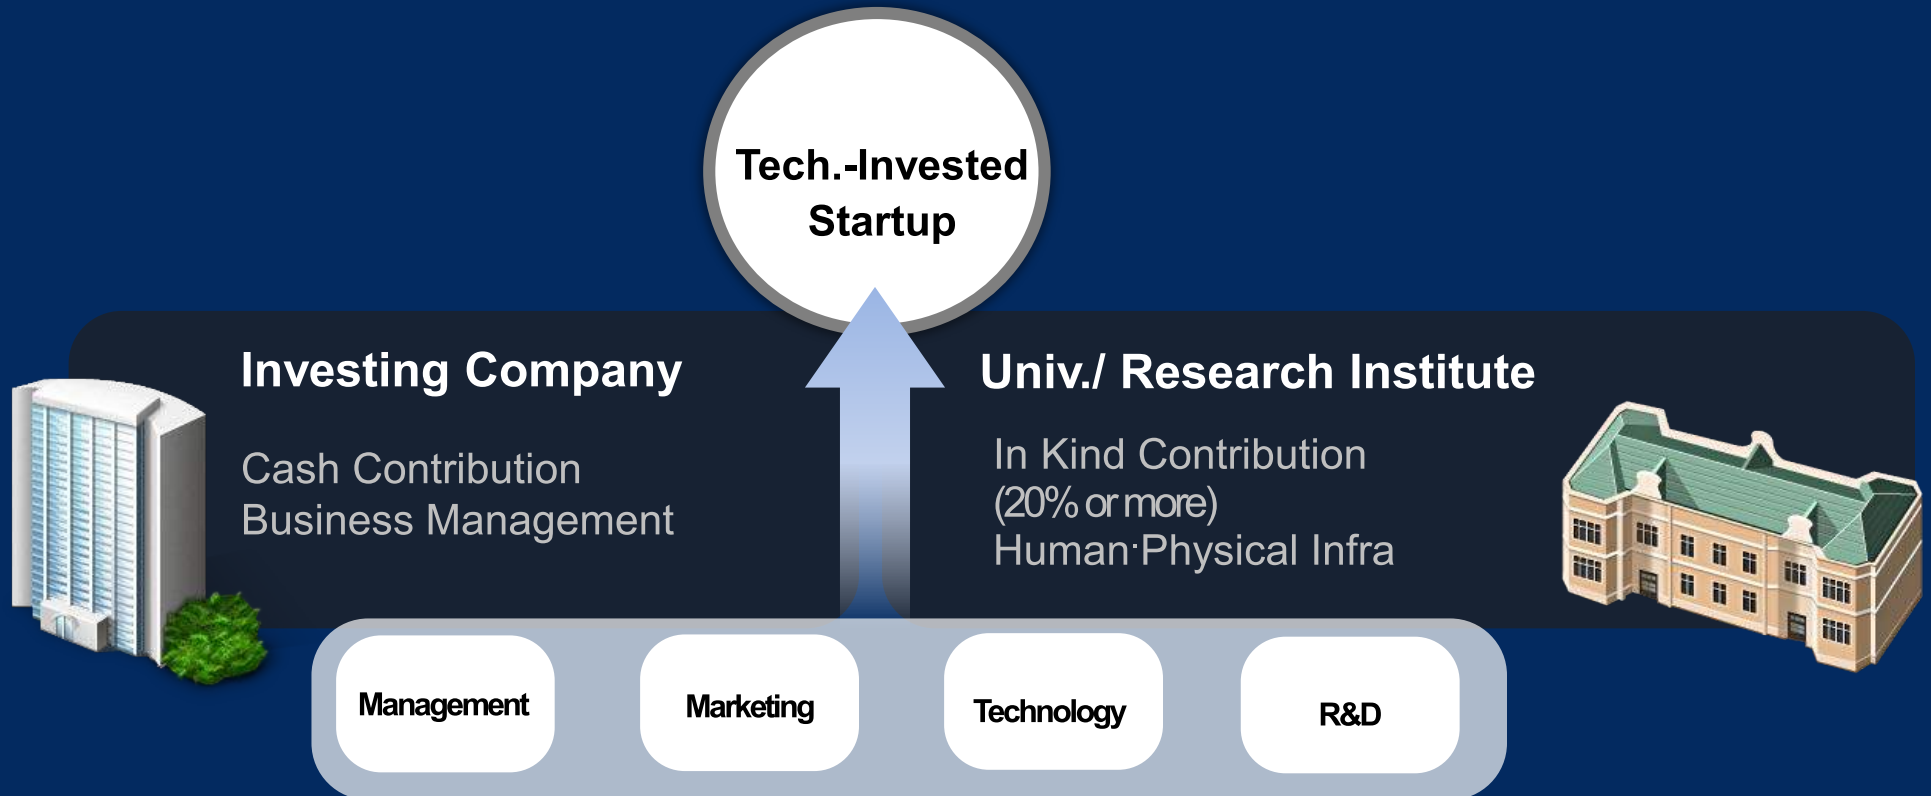 Tech.-Invested
Startup
Investing Company
Cash Contribution
Business Management
Univ./ Research Institute
In Kind Contribution
(20% or more)
Human·Physical Infra
Management
Marketing
Technology
R&D